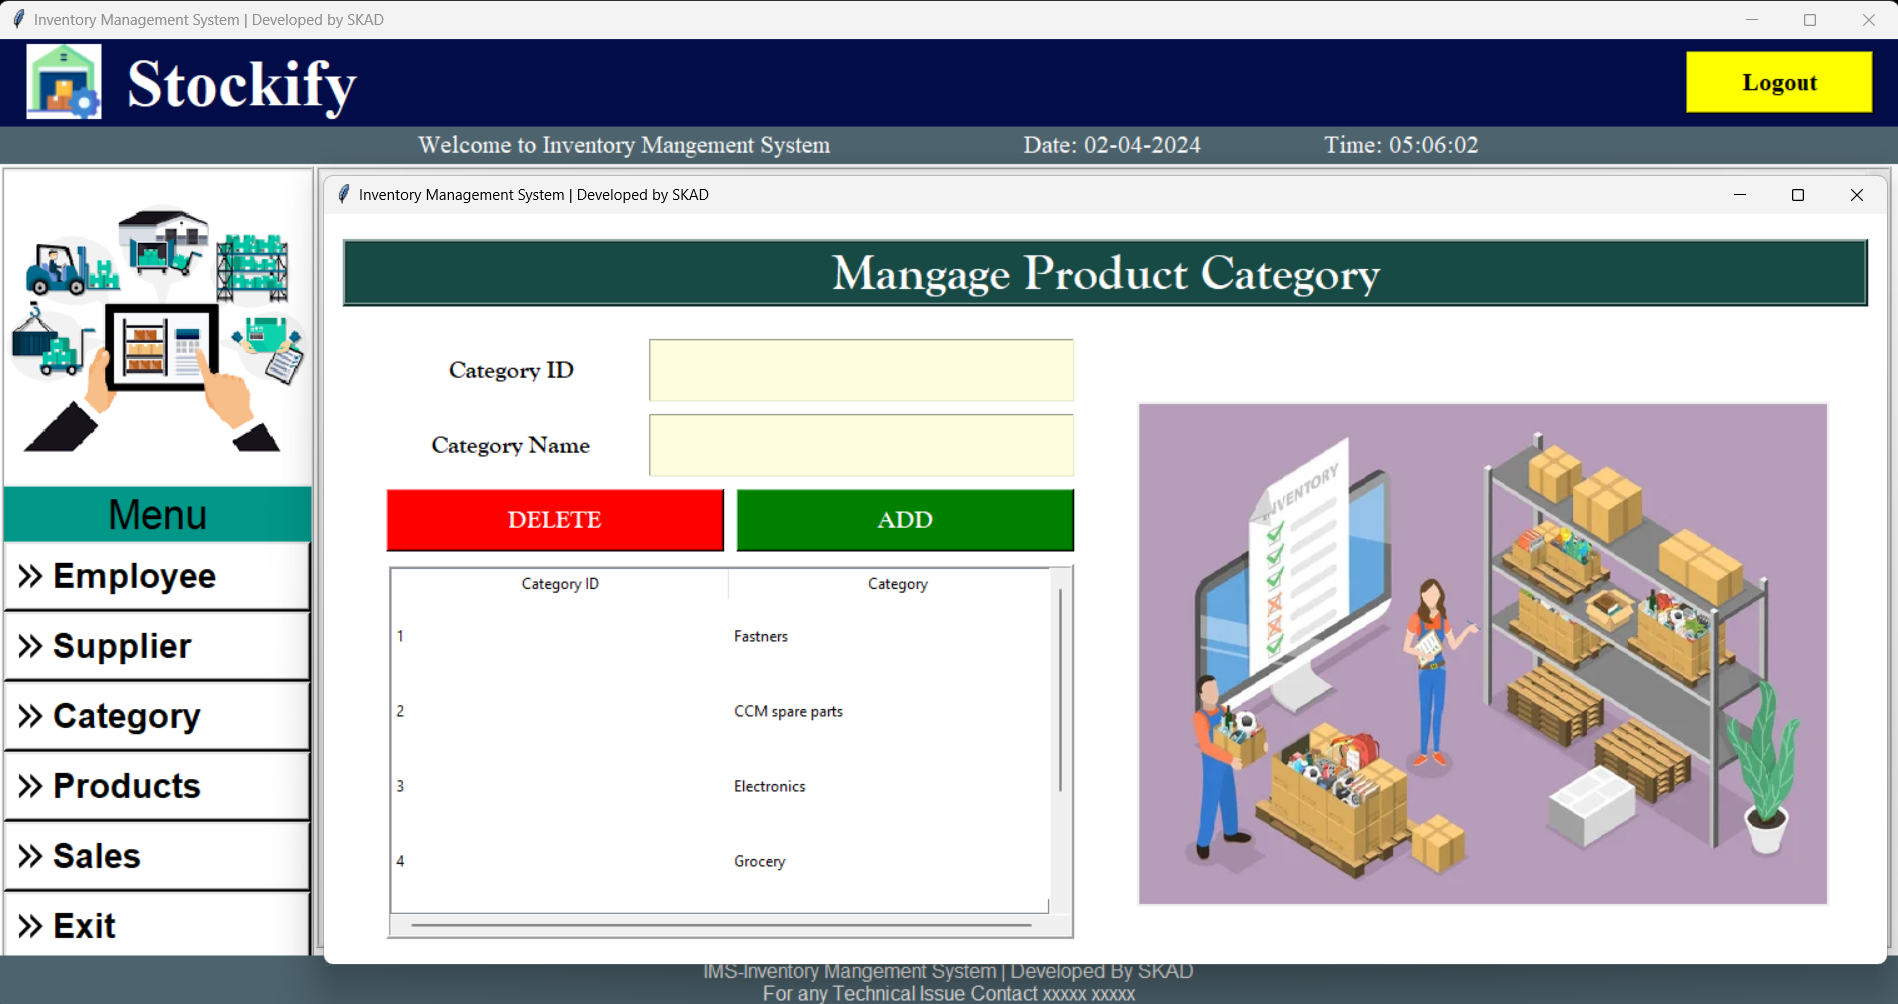 Inventory Management System | Developed by SKAD
Stockify
Logout
Welcome to Inventory Mangement System
Date: 02-04-2024
Time: 05:06:02
Inventory Management System | Developed by SKAD
Mangage Product Category
Category ID
Category Name
DELETE
ADD
Category ID
Category
1
Fastners
2
CCM spare parts
3
Electronics
4
Grocery
INVENTORY
Menu
» Employee
» Supplier
» Category
» Products
» Sales
» Exit
IMS-Inventory Mangement System | Developed By SKAD
For any Technical Issue Contact xxxxx xxxxx